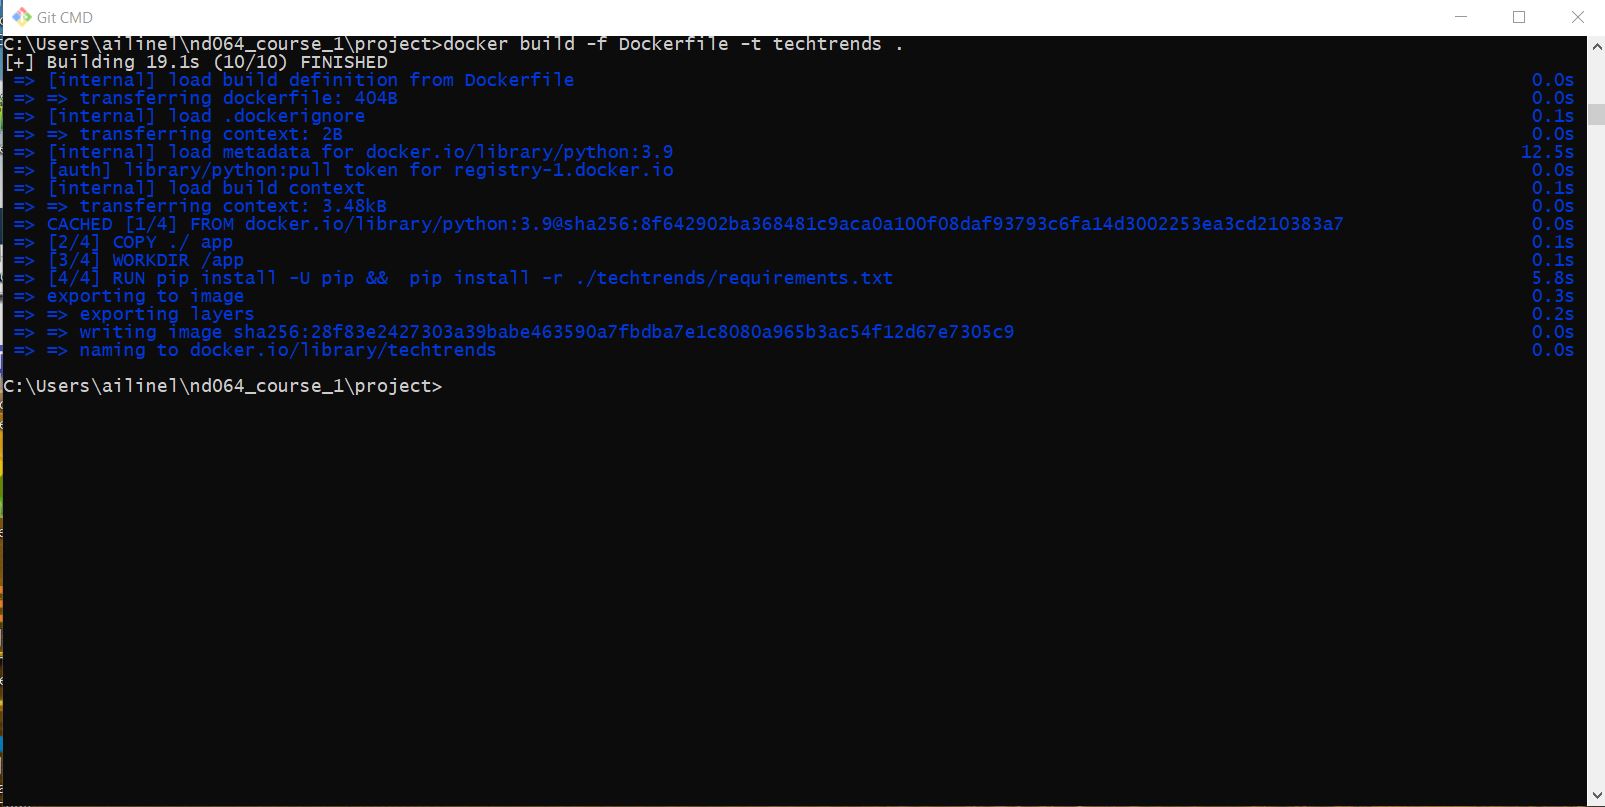 Git CMD
C:\Users\ailinel\nd064_course_1\project>docker build -f Dockerfile -t techtrends .
[+] Building 19.1s (10/10) FINISHED
=> [internal] load build definition from Dockerfile 0.0s
=> => transferring dockerfile: 404B 0.0s
=> [internal] load .dockerignore 0.1s
=> => transferring context: 2B 0.0s
=> [internal] load metadata for docker.io/library/python:3.9 12.5s
=> [auth] library/python:pull token for registry-1.docker.io 0.0s
=> [internal] load build context 0.1s
=> => transferring context: 3.48kB 0.0s
=> CACHED [1/4] FROM docker.io/library/python:3.9@sha256:8f642902ba368481c9aca0a100f08daf93793c6fa14d3002253ea3cd210383a7 0.0s
=> [2/4] COPY ./ app 0.1s
=> [3/4] WORKDIR /app 0.1s
=> [4/4] RUN pip install -U pip &&  pip install -r ./techtrends/requirements.txt 5.8s
=> exporting to image 0.3s
=> => exporting layers 0.2s
=> => writing image sha256:28f83e2427303a39babe463590a7fbdba7e1c8080a965b3ac54f12d67e7305c9 0.0s
=> => naming to docker.io/library/techtrends 0.0s
C:\Users\ailinel\nd064_course_1\project>